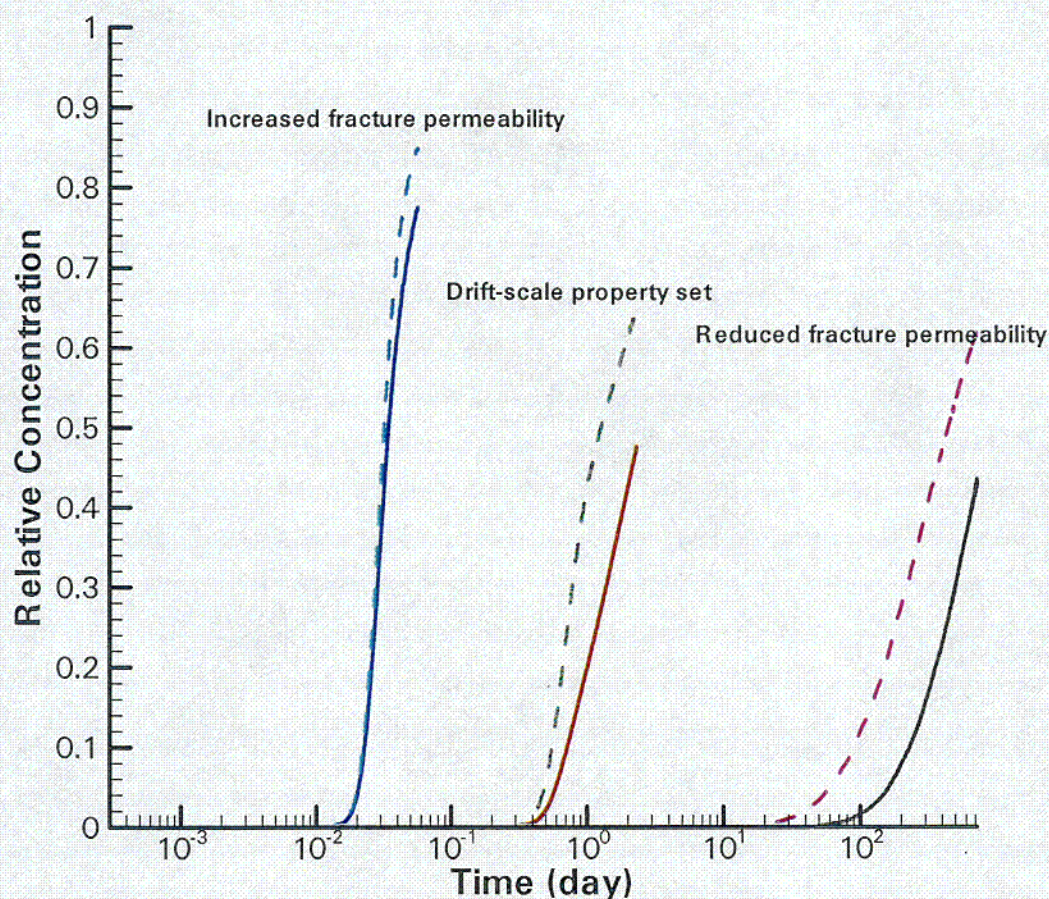 1
0.9
Increased fracture permeability
0.8
0.7
Drift-scale property set
0.6
Reduced fracture permeability
0.5
0.4
0.3
0.2
0.1
0
Relative Concentration
10-3 10-2 10-1 100 101 102
Time (day)